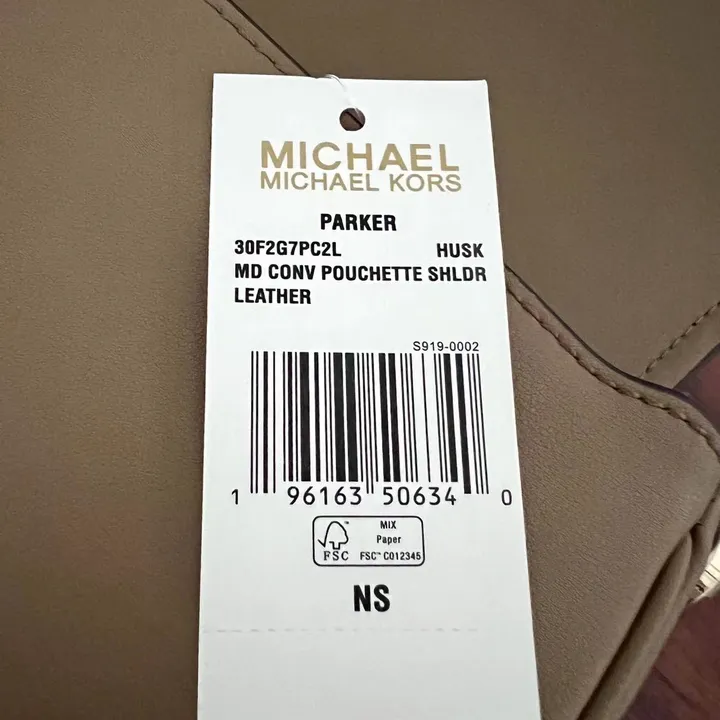 MICHAEL
MICHAEL KORS
PARKER
30F2G7PC2L HUSK
MD CONV POUCHETTE SHLDR
LEATHER
S919-0002
1 96163 50634 0
MIX
Paper
FSC™ C012345
FSC
NS